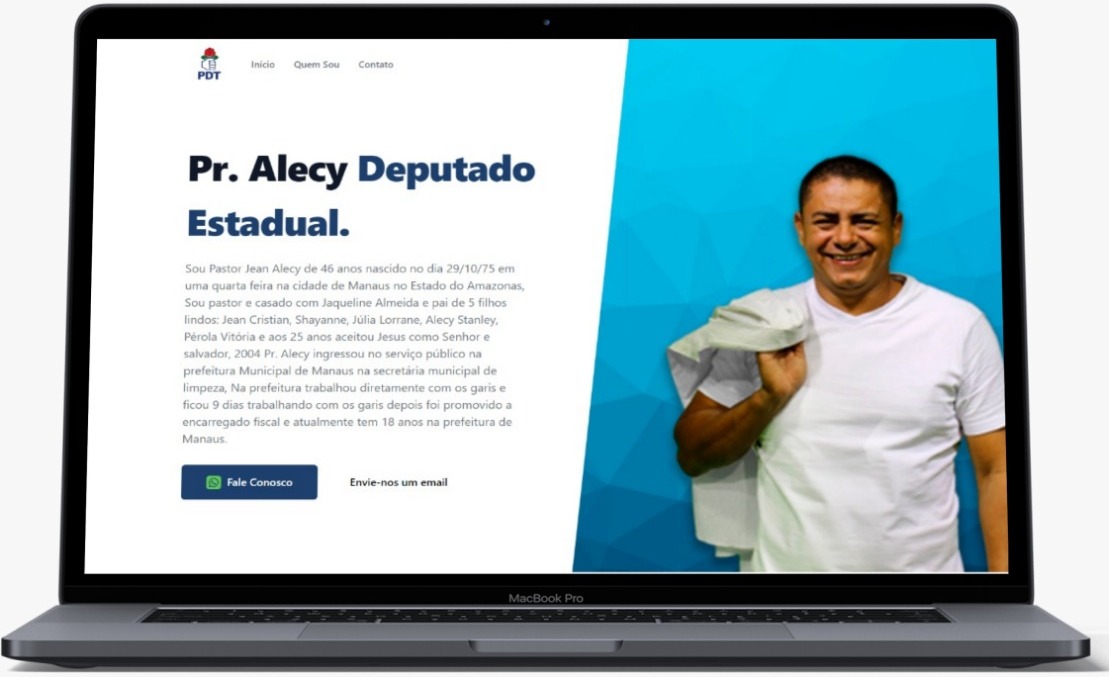 PDT
Início
Quem Sou
Contato
Pr. Alecy Deputado
Estadual.
Sou Pastor Jean Alecy de 46 anos nascido no dia 29/10/75 em
uma quarta feira na cidade de Manaus no Estado do Amazonas,
Sou pastor e casado com Jaqueline Almeida e pai de 5 filhos
lindos: Jean Cristian, Shayanne, Júlia Lorrane, Alecy Stanley,
Pérola Vitória e aos 25 anos aceitou Jesus como Senhor e
salvador, 2004 Pr. Alecy ingressou no serviço público na
prefeitura Municipal de Manaus na secretária municipal de
limpeza, Na prefeitura trabalhou diretamente com os garis e
ficou 9 dias trabalhando com os garis depois foi promovido a
encarregado fiscal e atualmente tem 18 anos na prefeitura de
Manaus.
Fale Conosco
Envie-nos um email
MacBook Pro